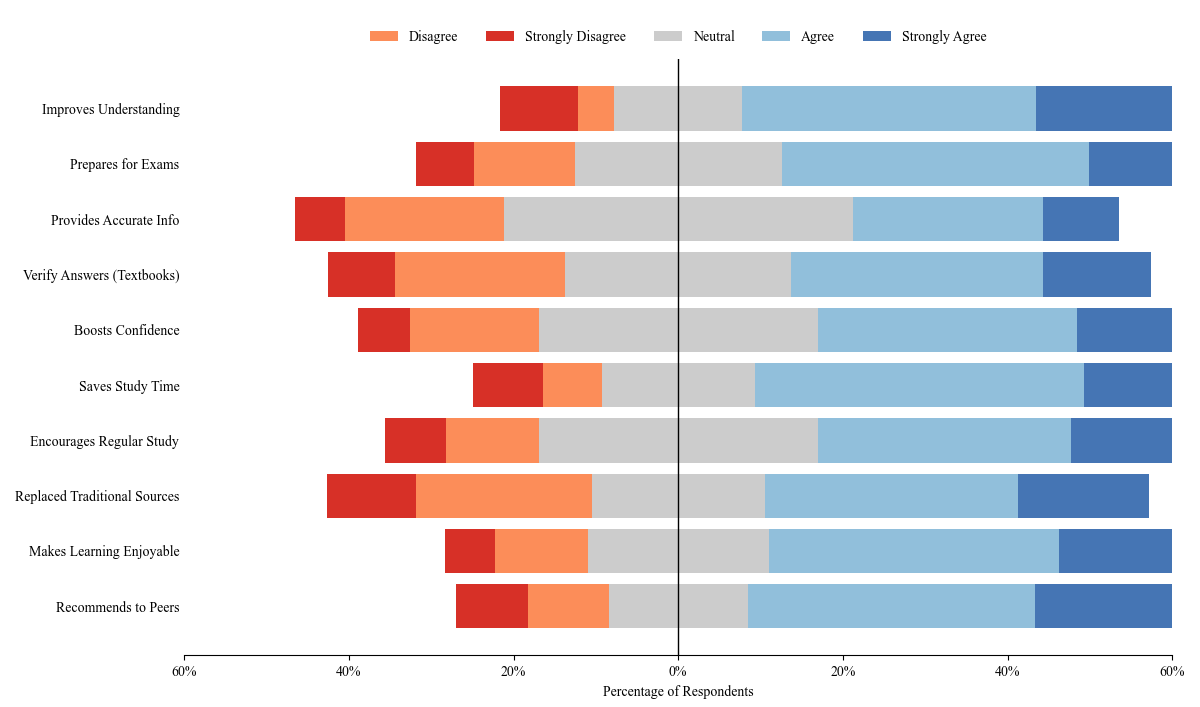 Disagree Strongly Disagree Neutral Agree Strongly Agree
Improves Understanding
Prepares for Exams
Provides Accurate Info
Verify Answers (Textbooks)
Boosts Confidence
Saves Study Time
Encourages Regular Study
Replaced Traditional Sources
Makes Learning Enjoyable
Recommends to Peers
60% 40% 20% 0% 20% 40% 60%
Percentage of Respondents